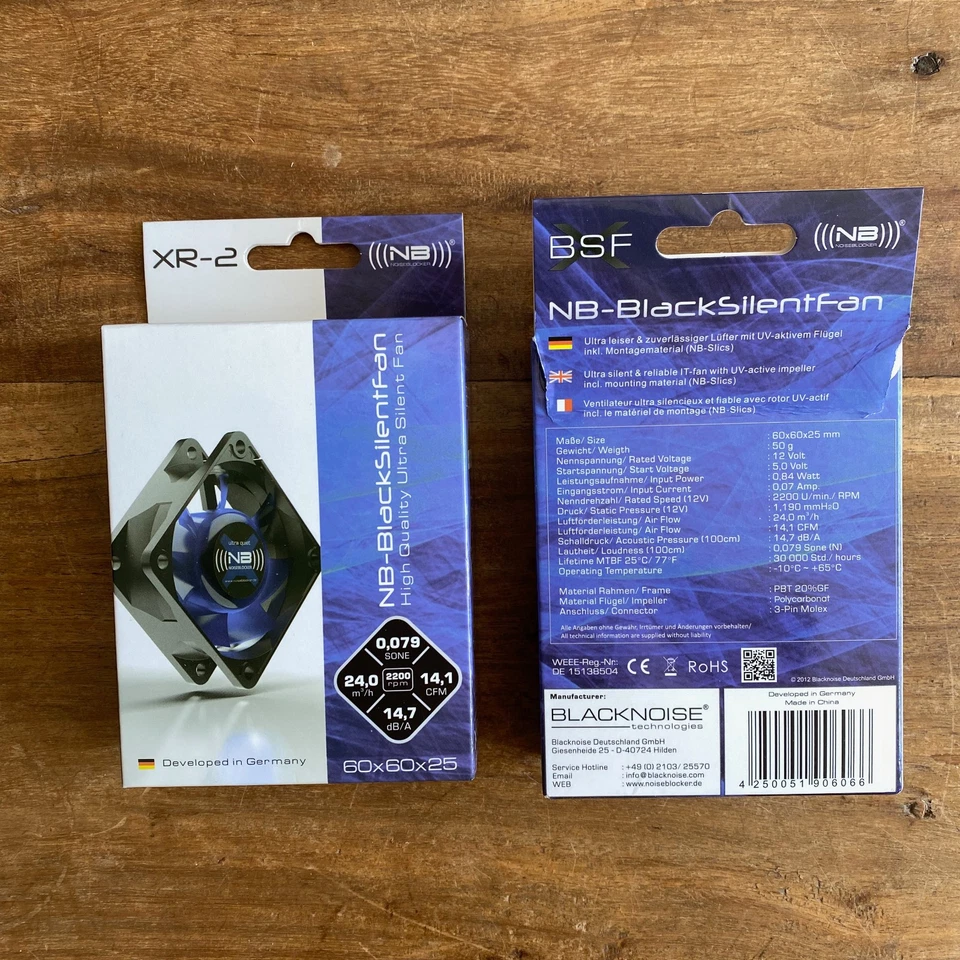 XR-2
((( NB )))®
NOISEBLOCKER
NB-BlackSilentFan
High Quality Ultra Silent Fan
ultra quiet
NB
NOISEBLOCKER
0,079
SONE
24,0
m³/h
2200
rpm
14,1
CFM
14,7
dB/A
Developed in Germany
60x60x25
BSF
X
((( NB )))®
NOISEBLOCKER
NB-BlackSilentFan
Ultra leiser & zuverlässiger Lüfter mit UV-aktivem Flügel
inkl. Montagematerial (NB-Slics)
Ultra silent & reliable IT-fan with UV-active impeller
incl. mounting material (NB-Slics)
Ventilateur ultra silencieux et fiable avec rotor UV-actif
incl. le matériel de montage (NB-Slics)
Maße/ Size : 60x60x25 mm
Gewicht/ Weigth : 50 g
Nennspannung/ Rated Voltage : 12 Volt
Startspannung/ Start Voltage : 5.0 Volt
Leistungsaufnahme/ Input Power : 0,84 Watt
Eingangsstrom/ Input Current : 0,07 Amp.
Nenndrehzahl/ Rated Speed (12V) : 2200 U/min./ RPM
Druck/ Static Pressure (12V) : 1,190 mmH2O
Luftförderleistung/ Air Flow : 24,0 m³/h
Luftförderleistung/ Air Flow : 14,1 CFM
Schalldruck/ Acoustic Pressure (100cm) : 14,7 dB/A
Lautheit/ Loudness (100cm) : 0,079 Sone (N)
Lifetime MTBF 25°C/ 77°F : 30 000 Std./ hours
Operating Temperature : -10°C ~ +65°C
Material Rahmen/ Frame : PBT 20%GF
Material Flügel/ Impeller : Polycarbonat
Anschluss/ Connector : 3-Pin Molex
Alle Angaben ohne Gewähr, Irrtümer und Änderungen vorbehalten/
All technical information are supplied without liability
WEEE-Reg.-Nr.:
DE 15138504
CE
RoHS
© 2012 Blacknoise Deutschland GmbH
Manufacturer:
BLACKNOISE®
technologies
Blacknoise Deutschland GmbH
Giesenheide 25 - D-40724 Hilden
Service Hotline : +49 (0) 2103/ 25570
Email : info@blacknoise.com
WEB : www.noiseblocker.de
Developed in Germany
Made in China
4 250051 906066